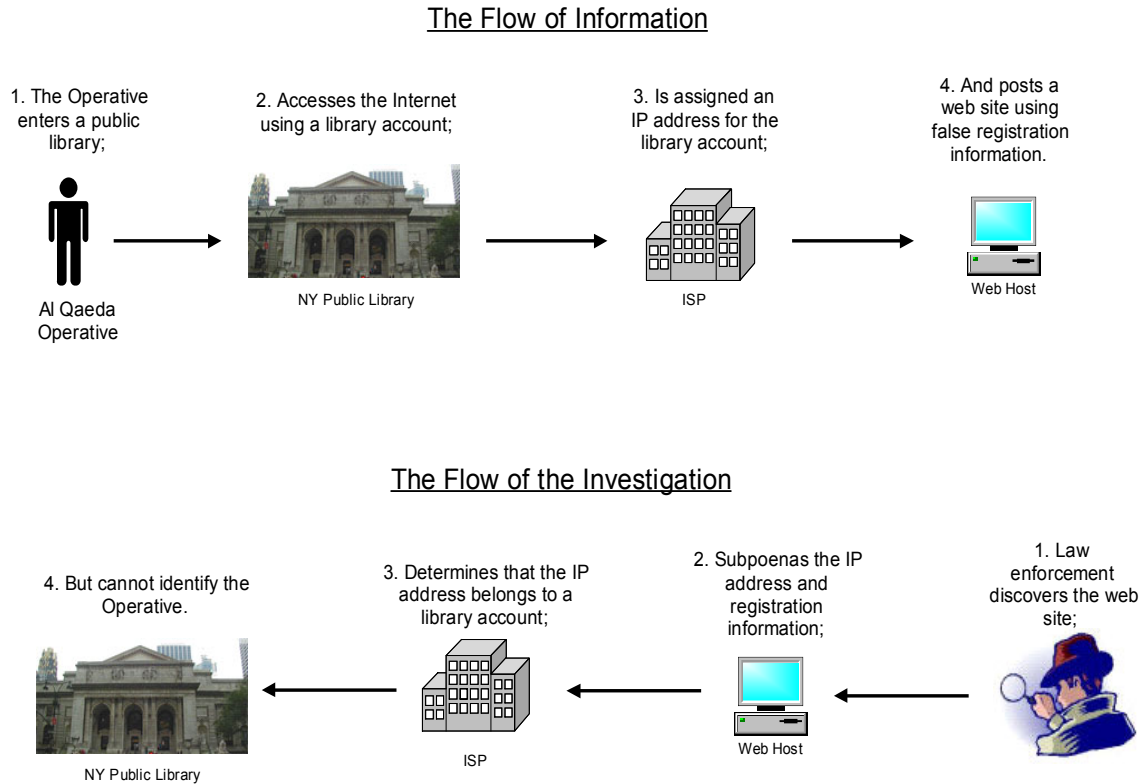 The Flow of Information
1. The Operative
enters a public
library;
2. Accesses the Internet
using a library account;
3. Is assigned an
IP address for the
library account;
4. And posts a
web site using
false registration
information.
Al Qaeda
Operative
NY Public Library
ISP
Web Host
The Flow of the Investigation
4. But cannot identify the
Operative.
3. Determines that the IP
address belongs to a
library account;
2. Subpoenas the IP
address and
registration
information;
1. Law
enforcement
discovers the web
site;
NY Public Library
ISP
Web Host